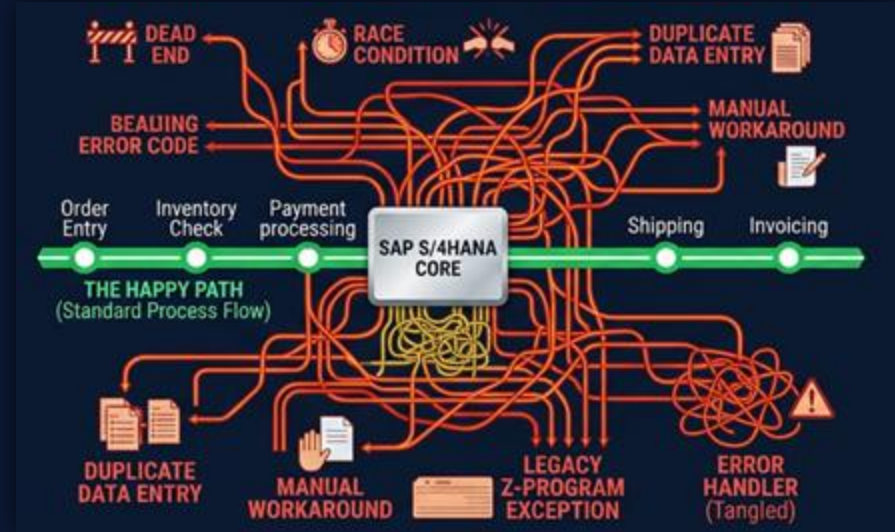 DEAD
END
RACE
CONDITION
DUPLICATE
DATA ENTRY
BEAUING
ERROR CODE
MANUAL
WORKAROUND
Order
Entry
Inventory
Check
Payment
processing
SAP S/4HANA
CORE
Shipping
Invoicing
THE HAPPY PATH
(Standard Process Flow)
DUPLICATE
DATA ENTRY
MANUAL
WORKAROUND
LEGACY
Z-PROGRAM
EXCEPTION
ERROR
HANDLER
(Tangled)